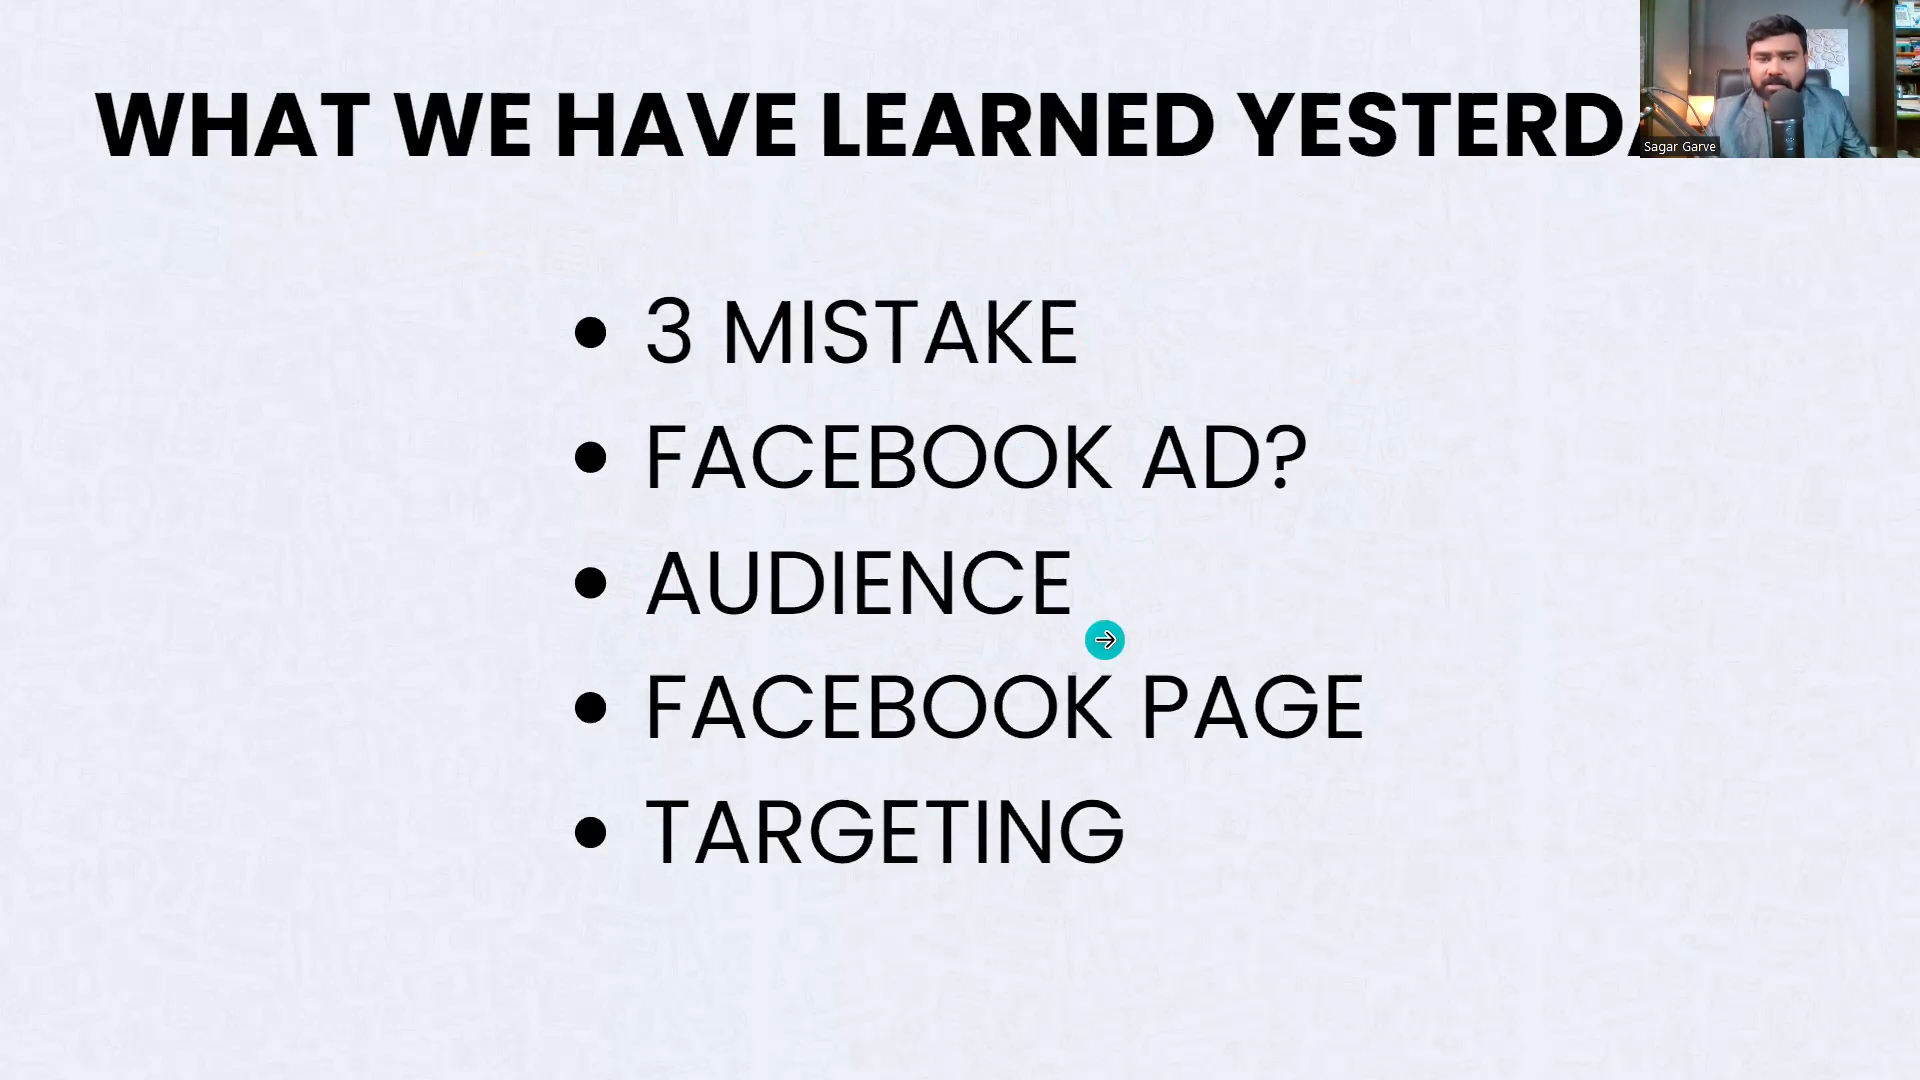 WHAT WE HAVE LEARNED YESTERDA
Sagar Garve
• 3 MISTAKE
• FACEBOOK AD?
• AUDIENCE
• FACEBOOK PAGE
• TARGETING